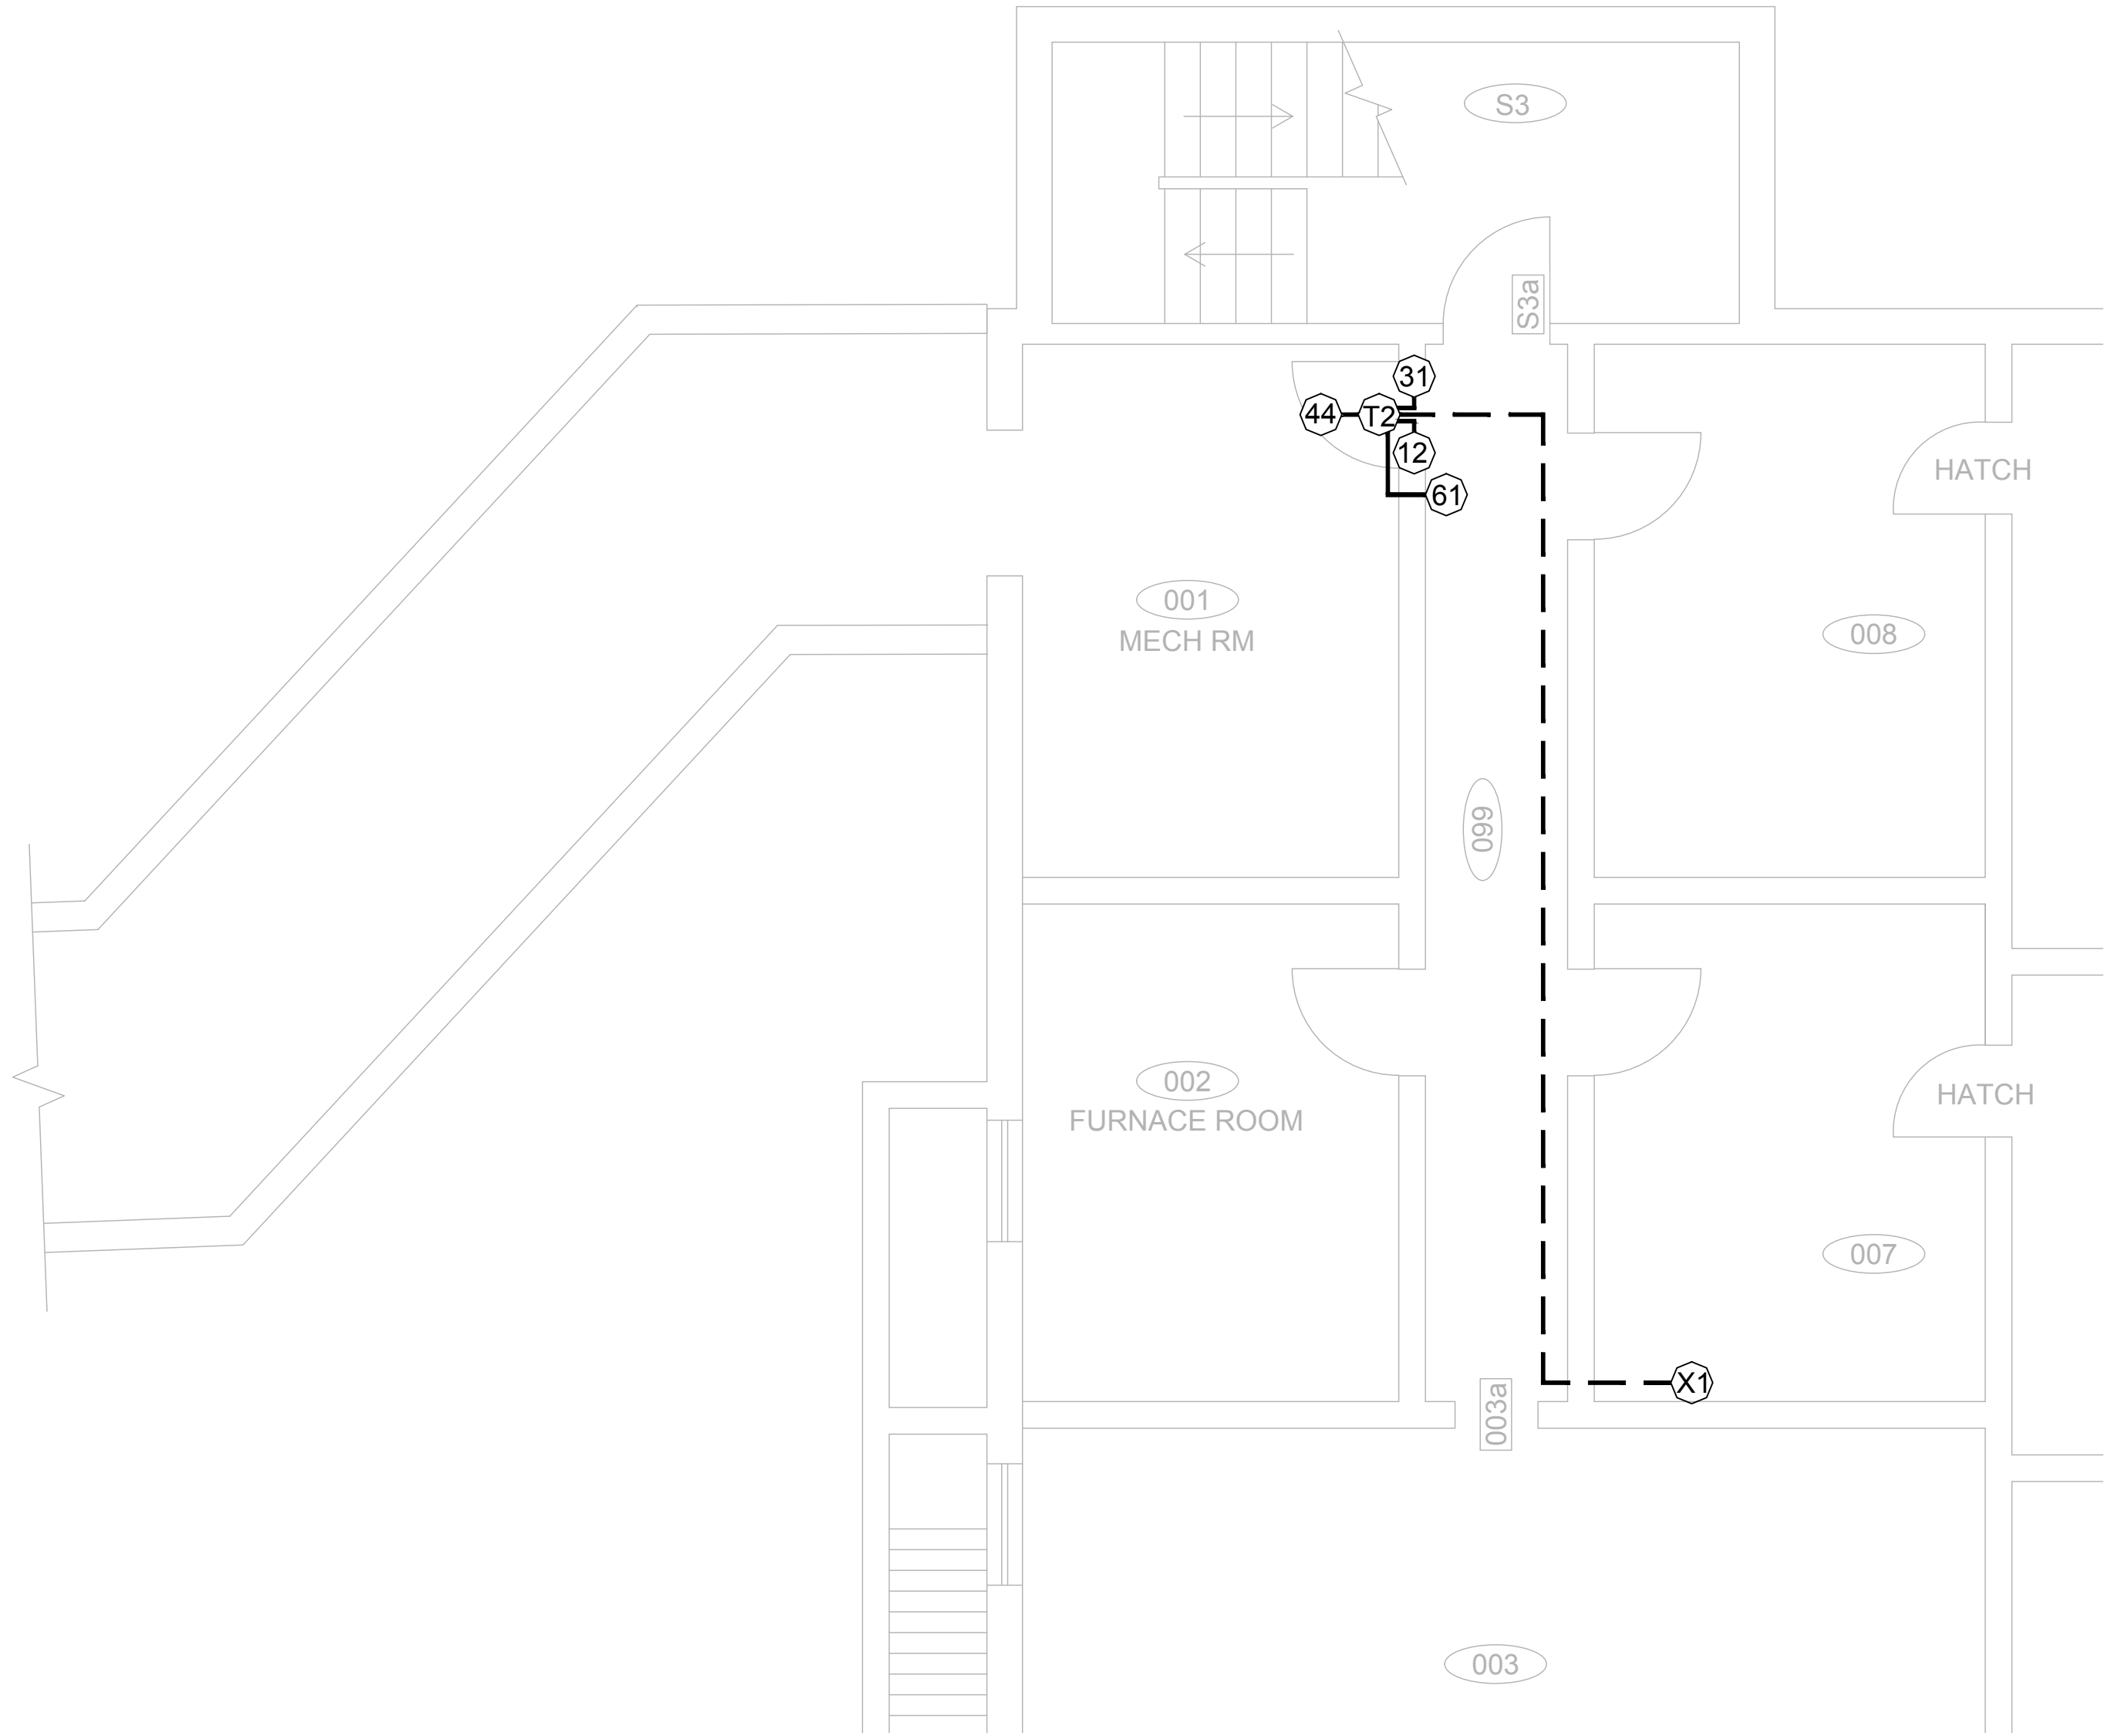 S3
S3a
31
44
T2
12
61
HATCH
001
MECH RM
008
099
002
FURNACE ROOM
HATCH
007
X1
003a
003